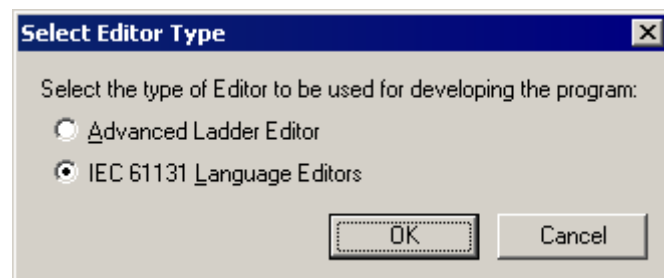 Select Editor Type
Select the type of Editor to be used for developing the program:
Advanced Ladder Editor
IEC 61131 Language Editors
OK
Cancel